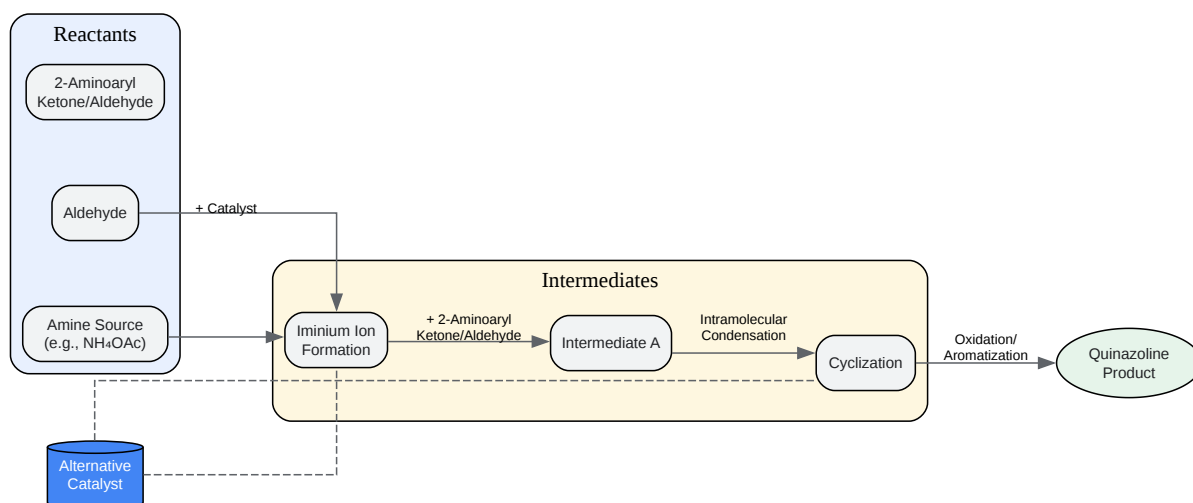 Reactants
2-Aminoaryl
Ketone/Aldehyde
Aldehyde
+ Catalyst
Amine Source
(e.g., NH₄OAc)
Intermediates
Iminium Ion
Formation
+ 2-Aminoaryl
Ketone/Aldehyde
Intermediate A
Intramolecular
Condensation
Cyclization
Oxidation/
Aromatization
Quinazoline
Product
Alternative
Catalyst